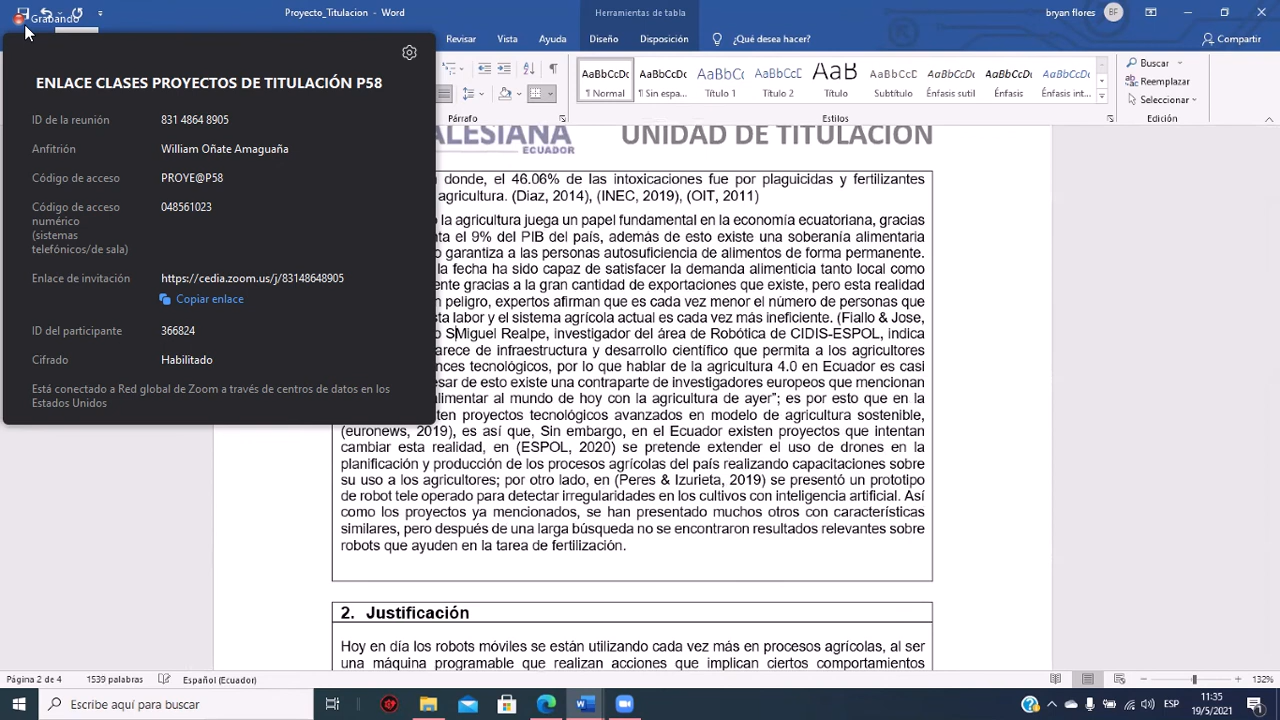 Grabando
Proyecto_Titulacion - Word
Herramientas de tabla
bryan flores
BF
Revisar
Vista
Ayuda
Diseño
Disposición
¿Qué desea hacer?
Compartir
AaBbCcDc
AaBbCcDc
AaBbCcD
AaBbCcDc
AaB
AaBbCcD
AaBbCcDc
AaBbCcDc
AaBbCcDc
¶ Normal
¶ Sin espa...
Título 1
Título 2
Título
Subtítulo
Énfasis sutil
Énfasis
Énfasis int...
Buscar
Reemplazar
Seleccionar
Párrafo
Estilos
Edición
ENLACE CLASES PROYECTOS DE TITULACIÓN P58
ID de la reunión
831 4864 8905
Anfitrión
William Oñate Amaguaña
Código de acceso
PROYE@P58
Código de acceso
numérico
(sistemas
telefónicos/de sala)
048561023
Enlace de invitación
https://cedia.zoom.us/j/83148648905
Copiar enlace
ID del participante
366824
Cifrado
Habilitado
Está conectado a Red global de Zoom a través de centros de datos en los
Estados Unidos
ALESIANA
ECUADOR
UNIDAD DE TITULACIÓN
donde, el 46.06% de las intoxicaciones fue por plaguicidas y fertilizantes
agricultura. (Diaz, 2014), (INEC, 2019), (OIT, 2011)
la agricultura juega un papel fundamental en la economía ecuatoriana, gracias
el 9% del PIB del país, además de esto existe una soberanía alimentaria
garantiza a las personas autosuficiencia de alimentos de forma permanente.
la fecha ha sido capaz de satisfacer la demanda alimenticia tanto local como
gracias a la gran cantidad de exportaciones que existe, pero esta realidad
peligro, expertos afirman que es cada vez menor el número de personas que
labor y el sistema agrícola actual es cada vez más ineficiente. (Fiallo & Jose,
SMiguel Realpe, investigador del área de Robótica de CIDIS-ESPOL, indica
de infraestructura y desarrollo científico que permita a los agricultores
tecnológicos, por lo que hablar de la agricultura 4.0 en Ecuador es casi
de esto existe una contraparte de investigadores europeos que mencionan
alimentar al mundo de hoy con la agricultura de ayer"; es por esto que en la
proyectos tecnológicos avanzados en modelo de agricultura sostenible,
(euronews, 2019), es así que, Sin embargo, en el Ecuador existen proyectos que intentan
cambiar esta realidad, en (ESPOL, 2020) se pretende extender el uso de drones en la
planificación y producción de los procesos agrícolas del país realizando capacitaciones sobre
su uso a los agricultores; por otro lado, en (Peres & Izurieta, 2019) se presentó un prototipo
de robot tele operado para detectar irregularidades en los cultivos con inteligencia artificial. Así
como los proyectos ya mencionados, se han presentado muchos otros con características
similares, pero después de una larga búsqueda no se encontraron resultados relevantes sobre
robots que ayuden en la tarea de fertilización.
2. Justificación
Hoy en día los robots móviles se están utilizando cada vez más en procesos agrícolas, al ser
una máquina programable que realizan acciones que implican ciertos comportamientos
Página 2 de 4
1539 palabras
Español (Ecuador)
132%
Escribe aquí para buscar
ESP
11:35
19/5/2021